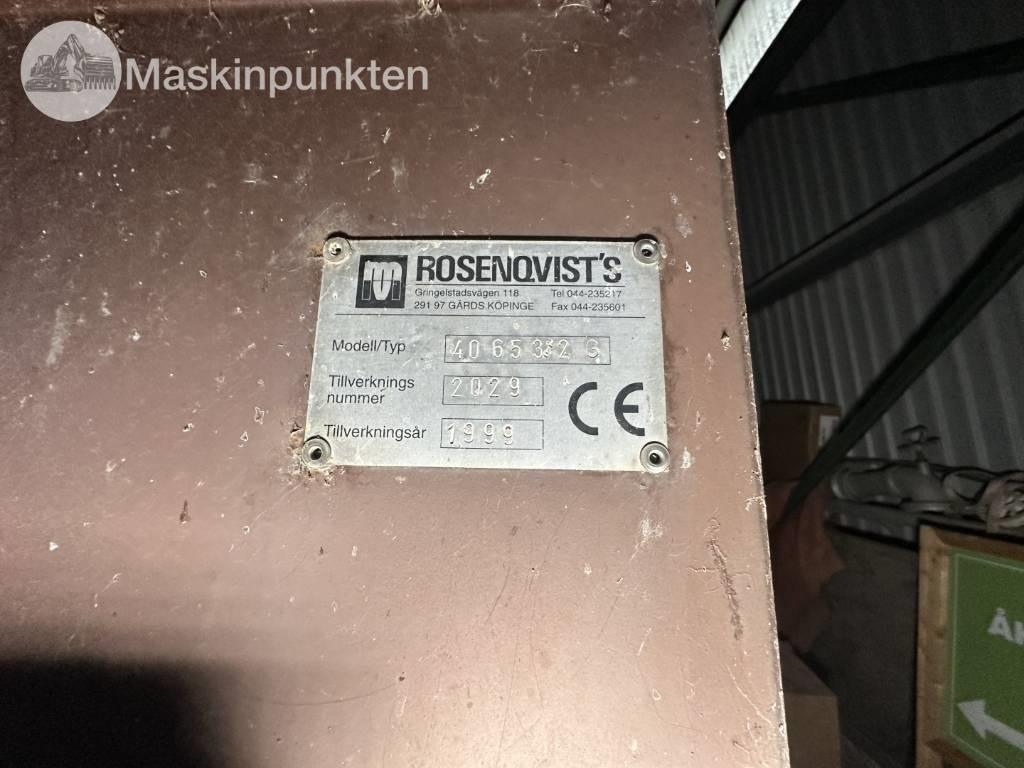 Maskinpunkten
ROSENQVIST'S
Gringelstadsvägen 118 Tel 044-235217
291 97 GÄRDS KÖPINGE Fax 044-235601
Modell/Typ
Tillverknings 2029
nummer
CE
Tillverkningsår 1999